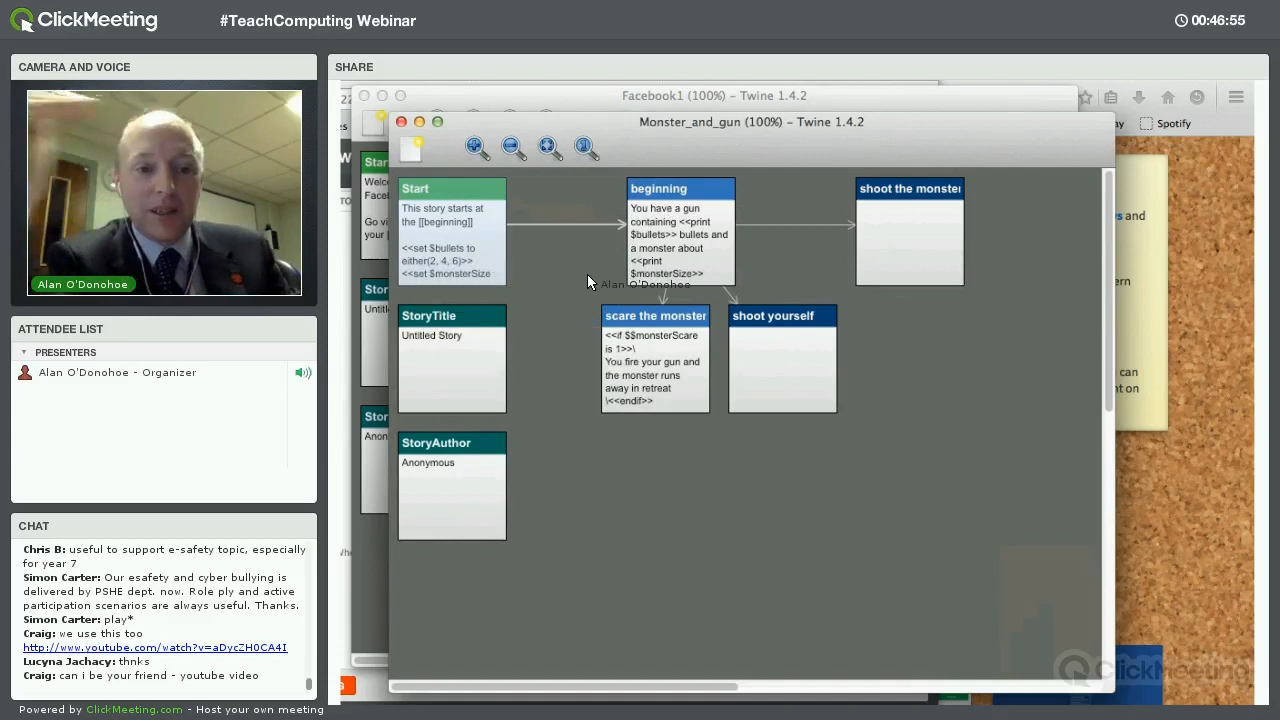 ClickMeeting
#TeachComputing Webinar
00:46:55
CAMERA AND VOICE
Alan O'Donohoe
ATTENDEE LIST
PRESENTERS
Alan O'Donohoe - Organizer
CHAT
Chris B: useful to support e-safety topic, especially
for year 7
Simon Carter: Our esafety and cyber bullying is
delivered by PSHE dept. now. Role ply and active
participation scenarios are always useful. Thanks.
Simon Carter: play*
Craig: we use this too
http://www.youtube.com/watch?v=aDycZH0CA4I
Lucyna Jachacy: thnks
Craig: can i be your friend - youtube video
Powered by ClickMeeting.com - Host your own meeting
SHARE
Facebook1 (100%) – Twine 1.4.2
Spotify
Monster_and_gun (100%) – Twine 1.4.2
Start
This story starts at
the [[beginning]]
<<set $bullets to
either(2, 4, 6)>>
<<set $monsterSize
beginning
You have a gun
containing <<print
$bullets>> bullets and
a monster about
<<print
$monsterSize>>
Alan O'Donohoe
shoot the monster
StoryTitle
Untitled Story
scare the monster
<<if $$monsterScare
is 1>>\
You fire your gun and
the monster runs
away in retreat
\<<endif>>
shoot yourself
StoryAuthor
Anonymous
and
can
ClickMeeting